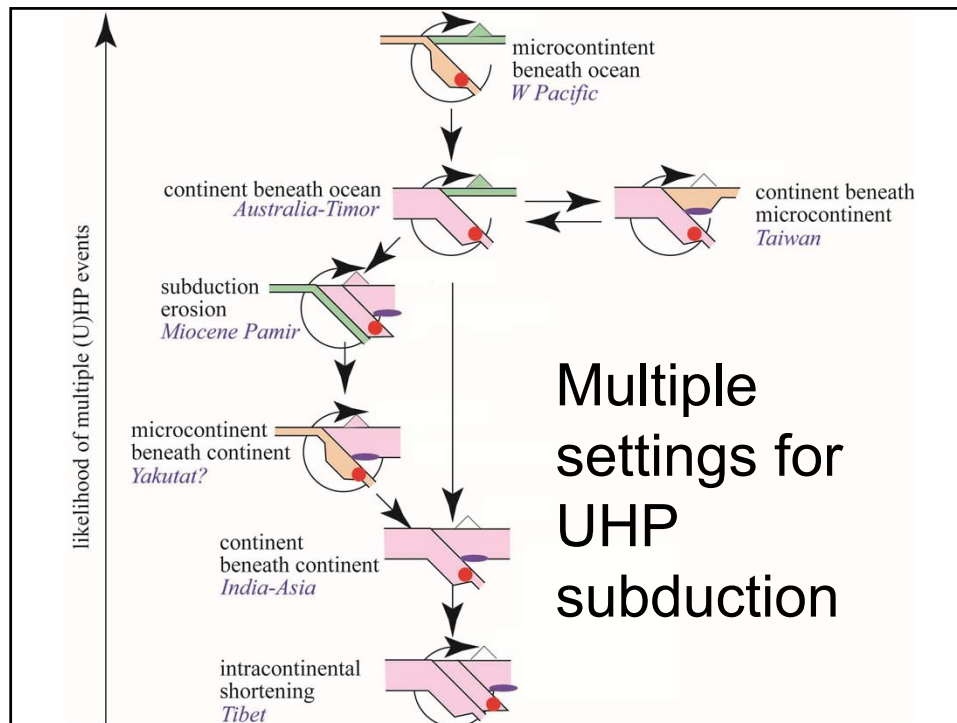 likelihood of multiple (U)HP events
microcontintent
beneath ocean
W Pacific
continent beneath ocean
Australia-Timor
continent beneath
microcontinent
Taiwan
subduction
erosion
Miocene Pamir
microcontinent
beneath continent
Yakutat?
continent
beneath continent
India-Asia
intracontinental
shortening
Tibet
Multiple
settings for
UHP
subduction